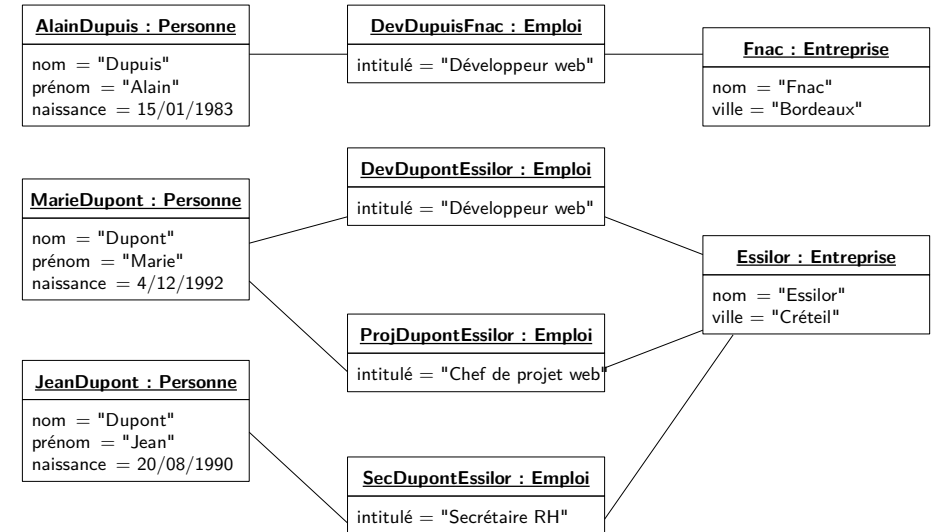 AlainDupuis : Personne
nom = "Dupuis"
prénom = "Alain"
naissance = 15/01/1983
DevDupuisFnac : Emploi
intitulé = "Développeur web"
Fnac : Entreprise
nom = "Fnac"
ville = "Bordeaux"
MarieDupont : Personne
nom = "Dupont"
prénom = "Marie"
naissance = 4/12/1992
DevDupontEssilor : Emploi
intitulé = "Développeur web"
Essilor : Entreprise
nom = "Essilor"
ville = "Créteil"
ProjDupontEssilor : Emploi
intitulé = "Chef de projet web"
JeanDupont : Personne
nom = "Dupont"
prénom = "Jean"
naissance = 20/08/1990
SecDupontEssilor : Emploi
intitulé = "Secrétaire RH"